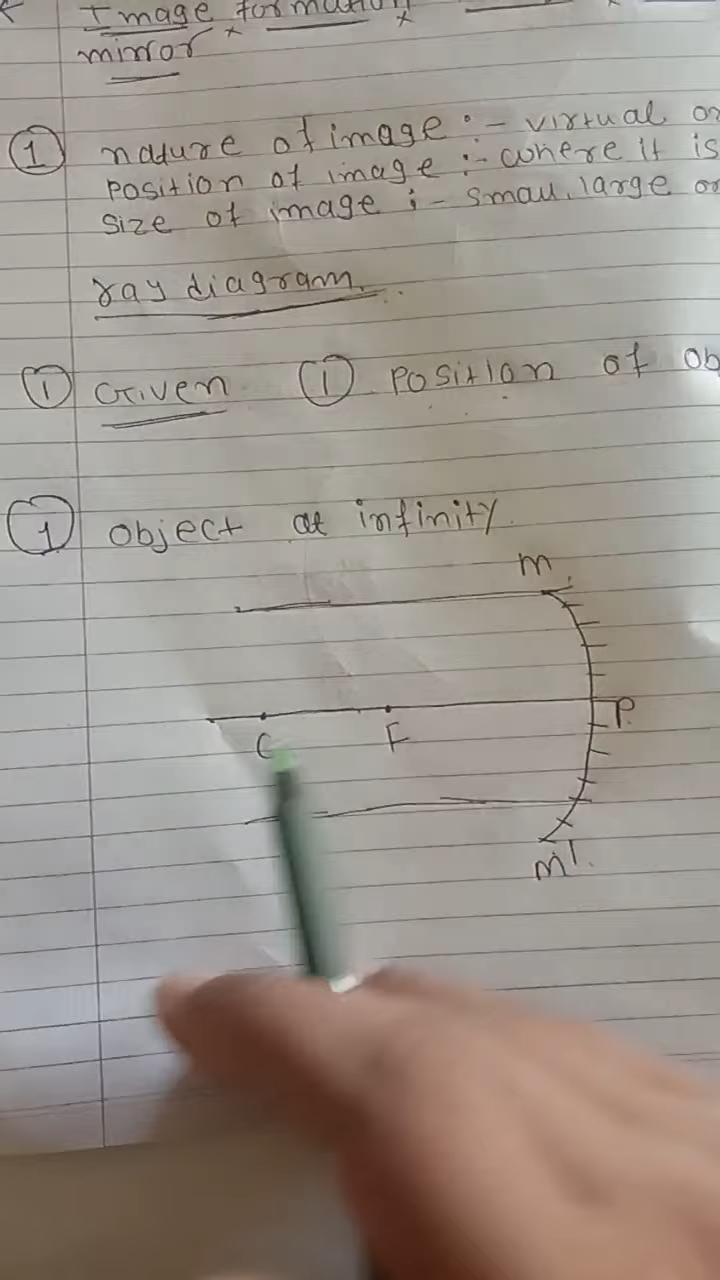 Image formation
mirror
① nature of image :- virtual or
position of image :- where it is
size of image :- small, large or
ray diagram.
① Given ① Position of ob
① object at infinity.
M
C F P
M'